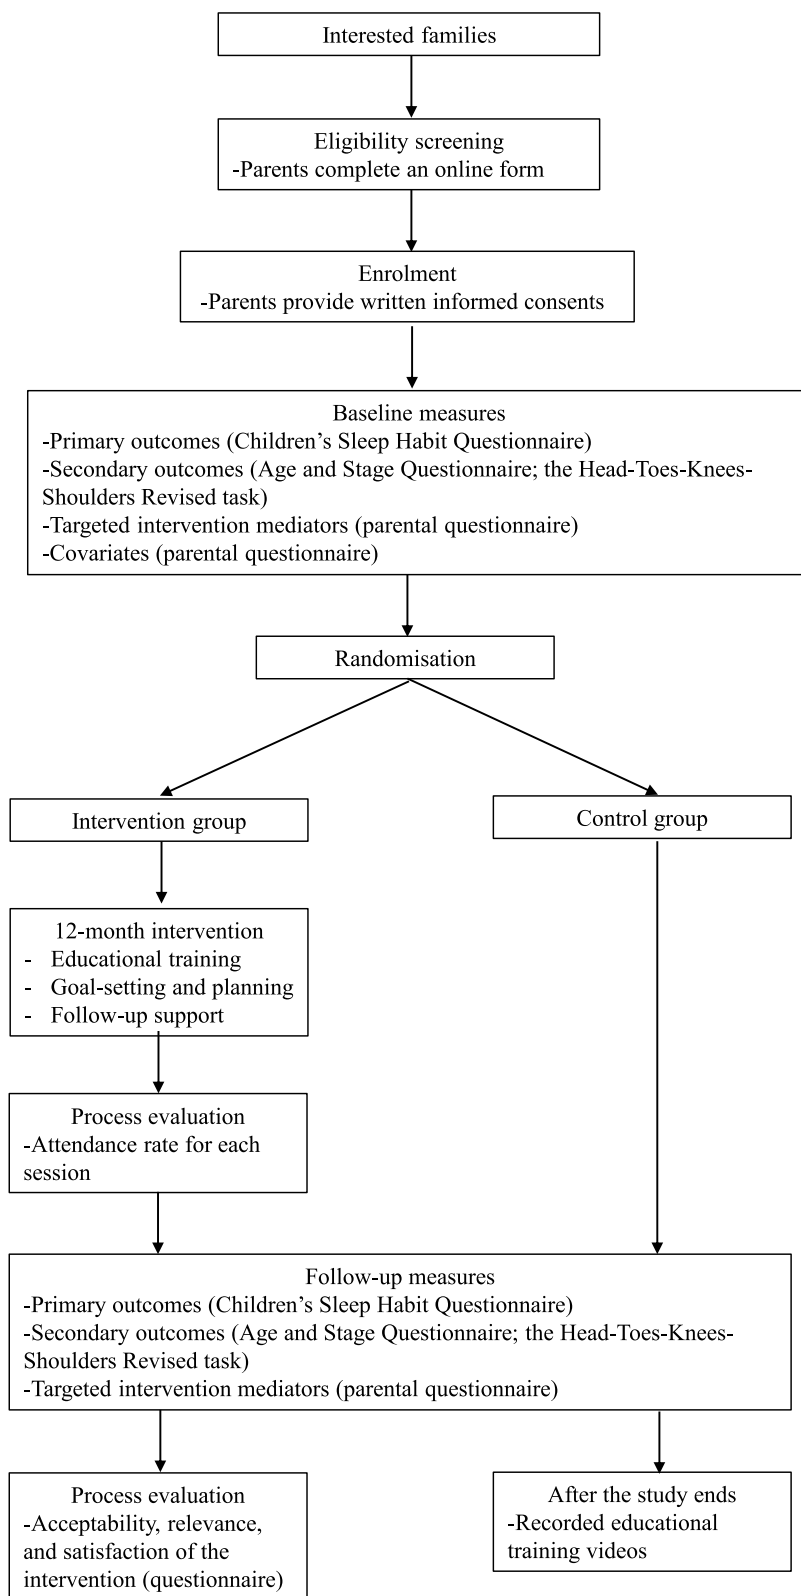 Interested families
Eligibility screening
-Parents complete an online form
Enrolment
-Parents provide written informed consents
Baseline measures
-Primary outcomes (Children's Sleep Habit Questionnaire)
-Secondary outcomes (Age and Stage Questionnaire; the Head-Toes-Knees-
Shoulders Revised task)
-Targeted intervention mediators (parental questionnaire)
-Covariates (parental questionnaire)
Randomisation
Intervention group
Control group
12-month intervention
- Educational training
- Goal-setting and planning
- Follow-up support
Process evaluation
-Attendance rate for each
session
Follow-up measures
-Primary outcomes (Children's Sleep Habit Questionnaire)
-Secondary outcomes (Age and Stage Questionnaire; the Head-Toes-Knees-
Shoulders Revised task)
-Targeted intervention mediators (parental questionnaire)
Process evaluation
-Acceptability, relevance,
and satisfaction of the
intervention (questionnaire)
After the study ends
-Recorded educational
training videos